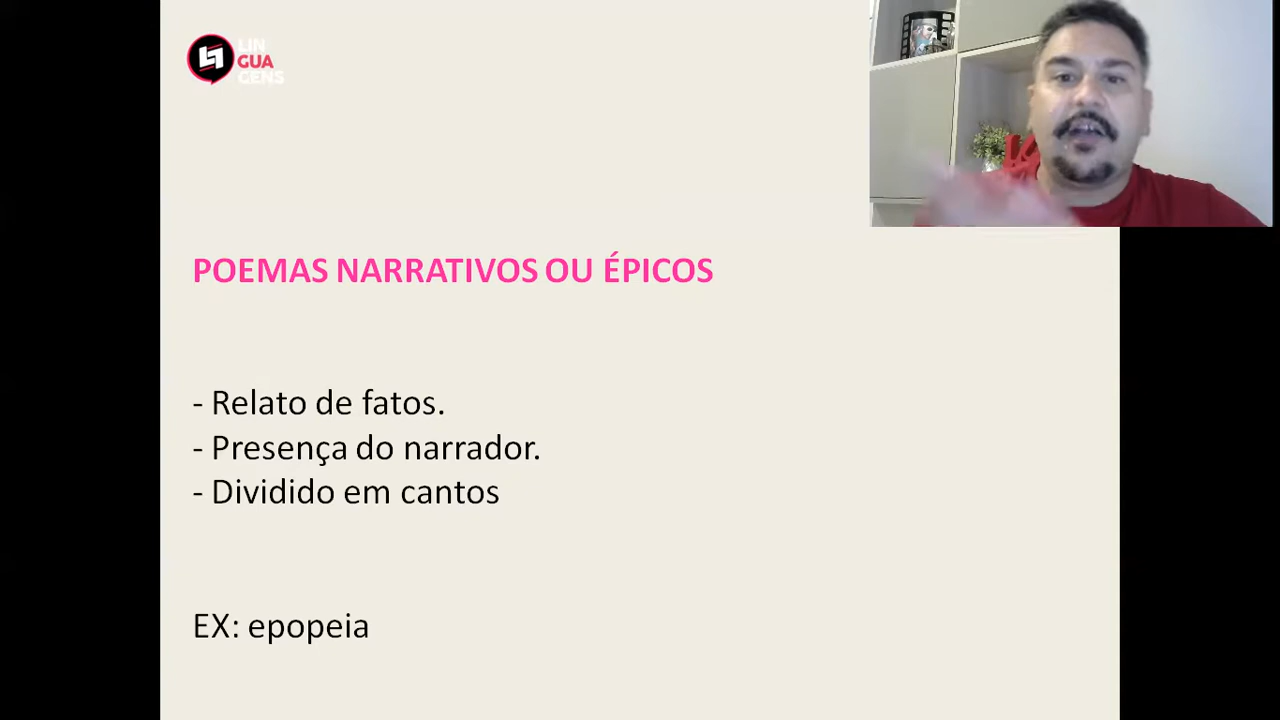 LIN
GUA
GENS
POEMAS NARRATIVOS OU ÉPICOS
- Relato de fatos.
- Presença do narrador.
- Dividido em cantos
EX: epopeia